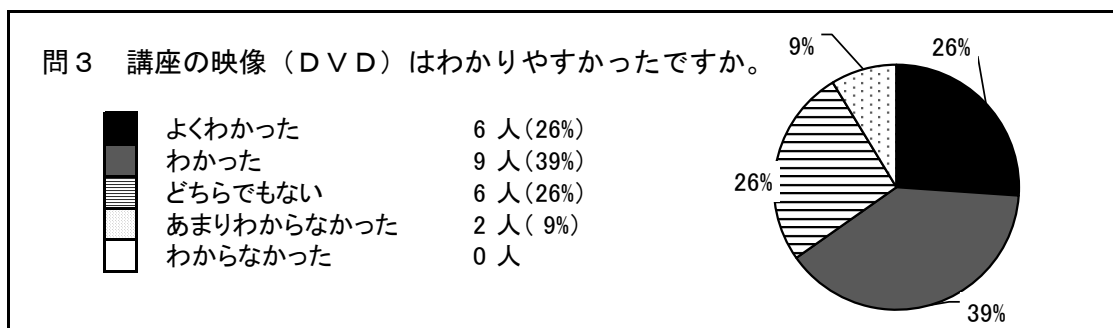 問３　講座の映像（ＤＶＤ）はわかりやすかったですか。
よくわかった　6 人（26%）
わかった　9 人（39%）
どちらでもない　6 人（26%）
あまりわからなかった　2 人（ 9%）
わからなかった　0 人
9%
26%
26%
39%